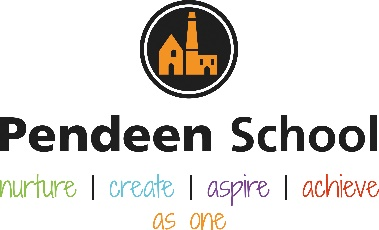 Pendeen School
nurture | create | aspire | achieve
as one